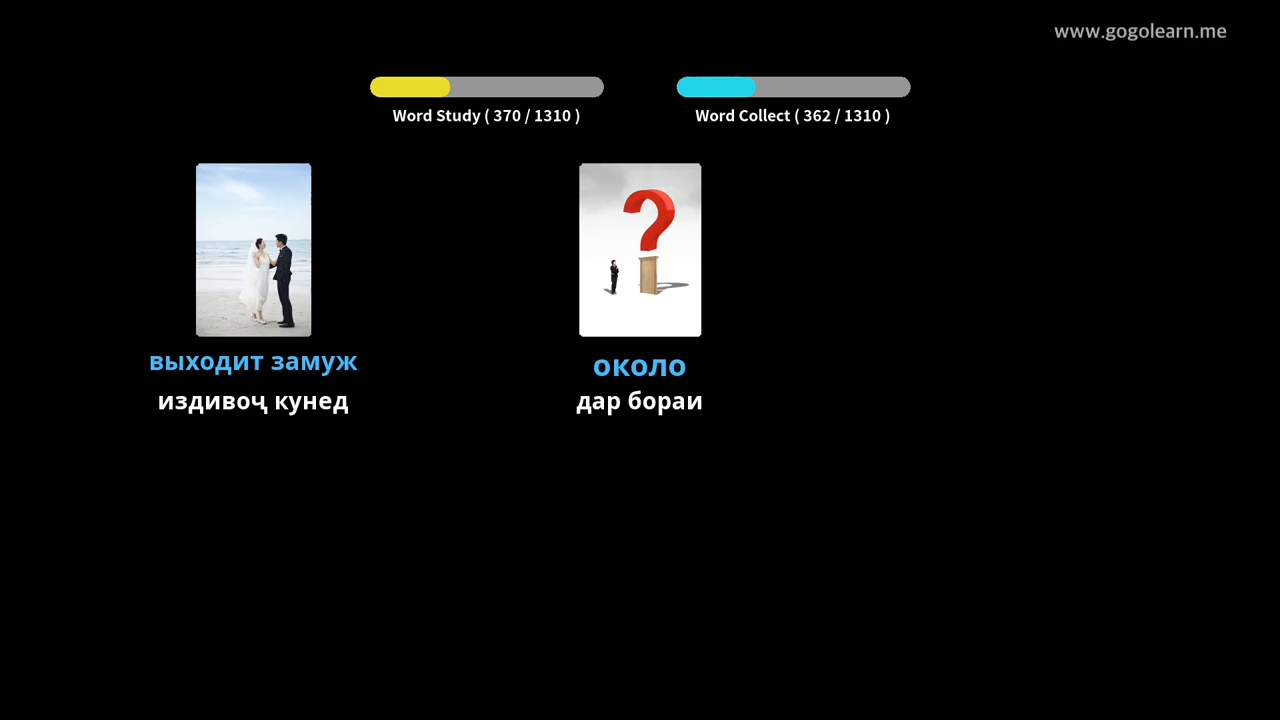 www.gogolearn.me
Word Study ( 370 / 1310 )
Word Collect ( 362 / 1310 )
выходит замуж
издивоҷ кунед
около
дар бораи